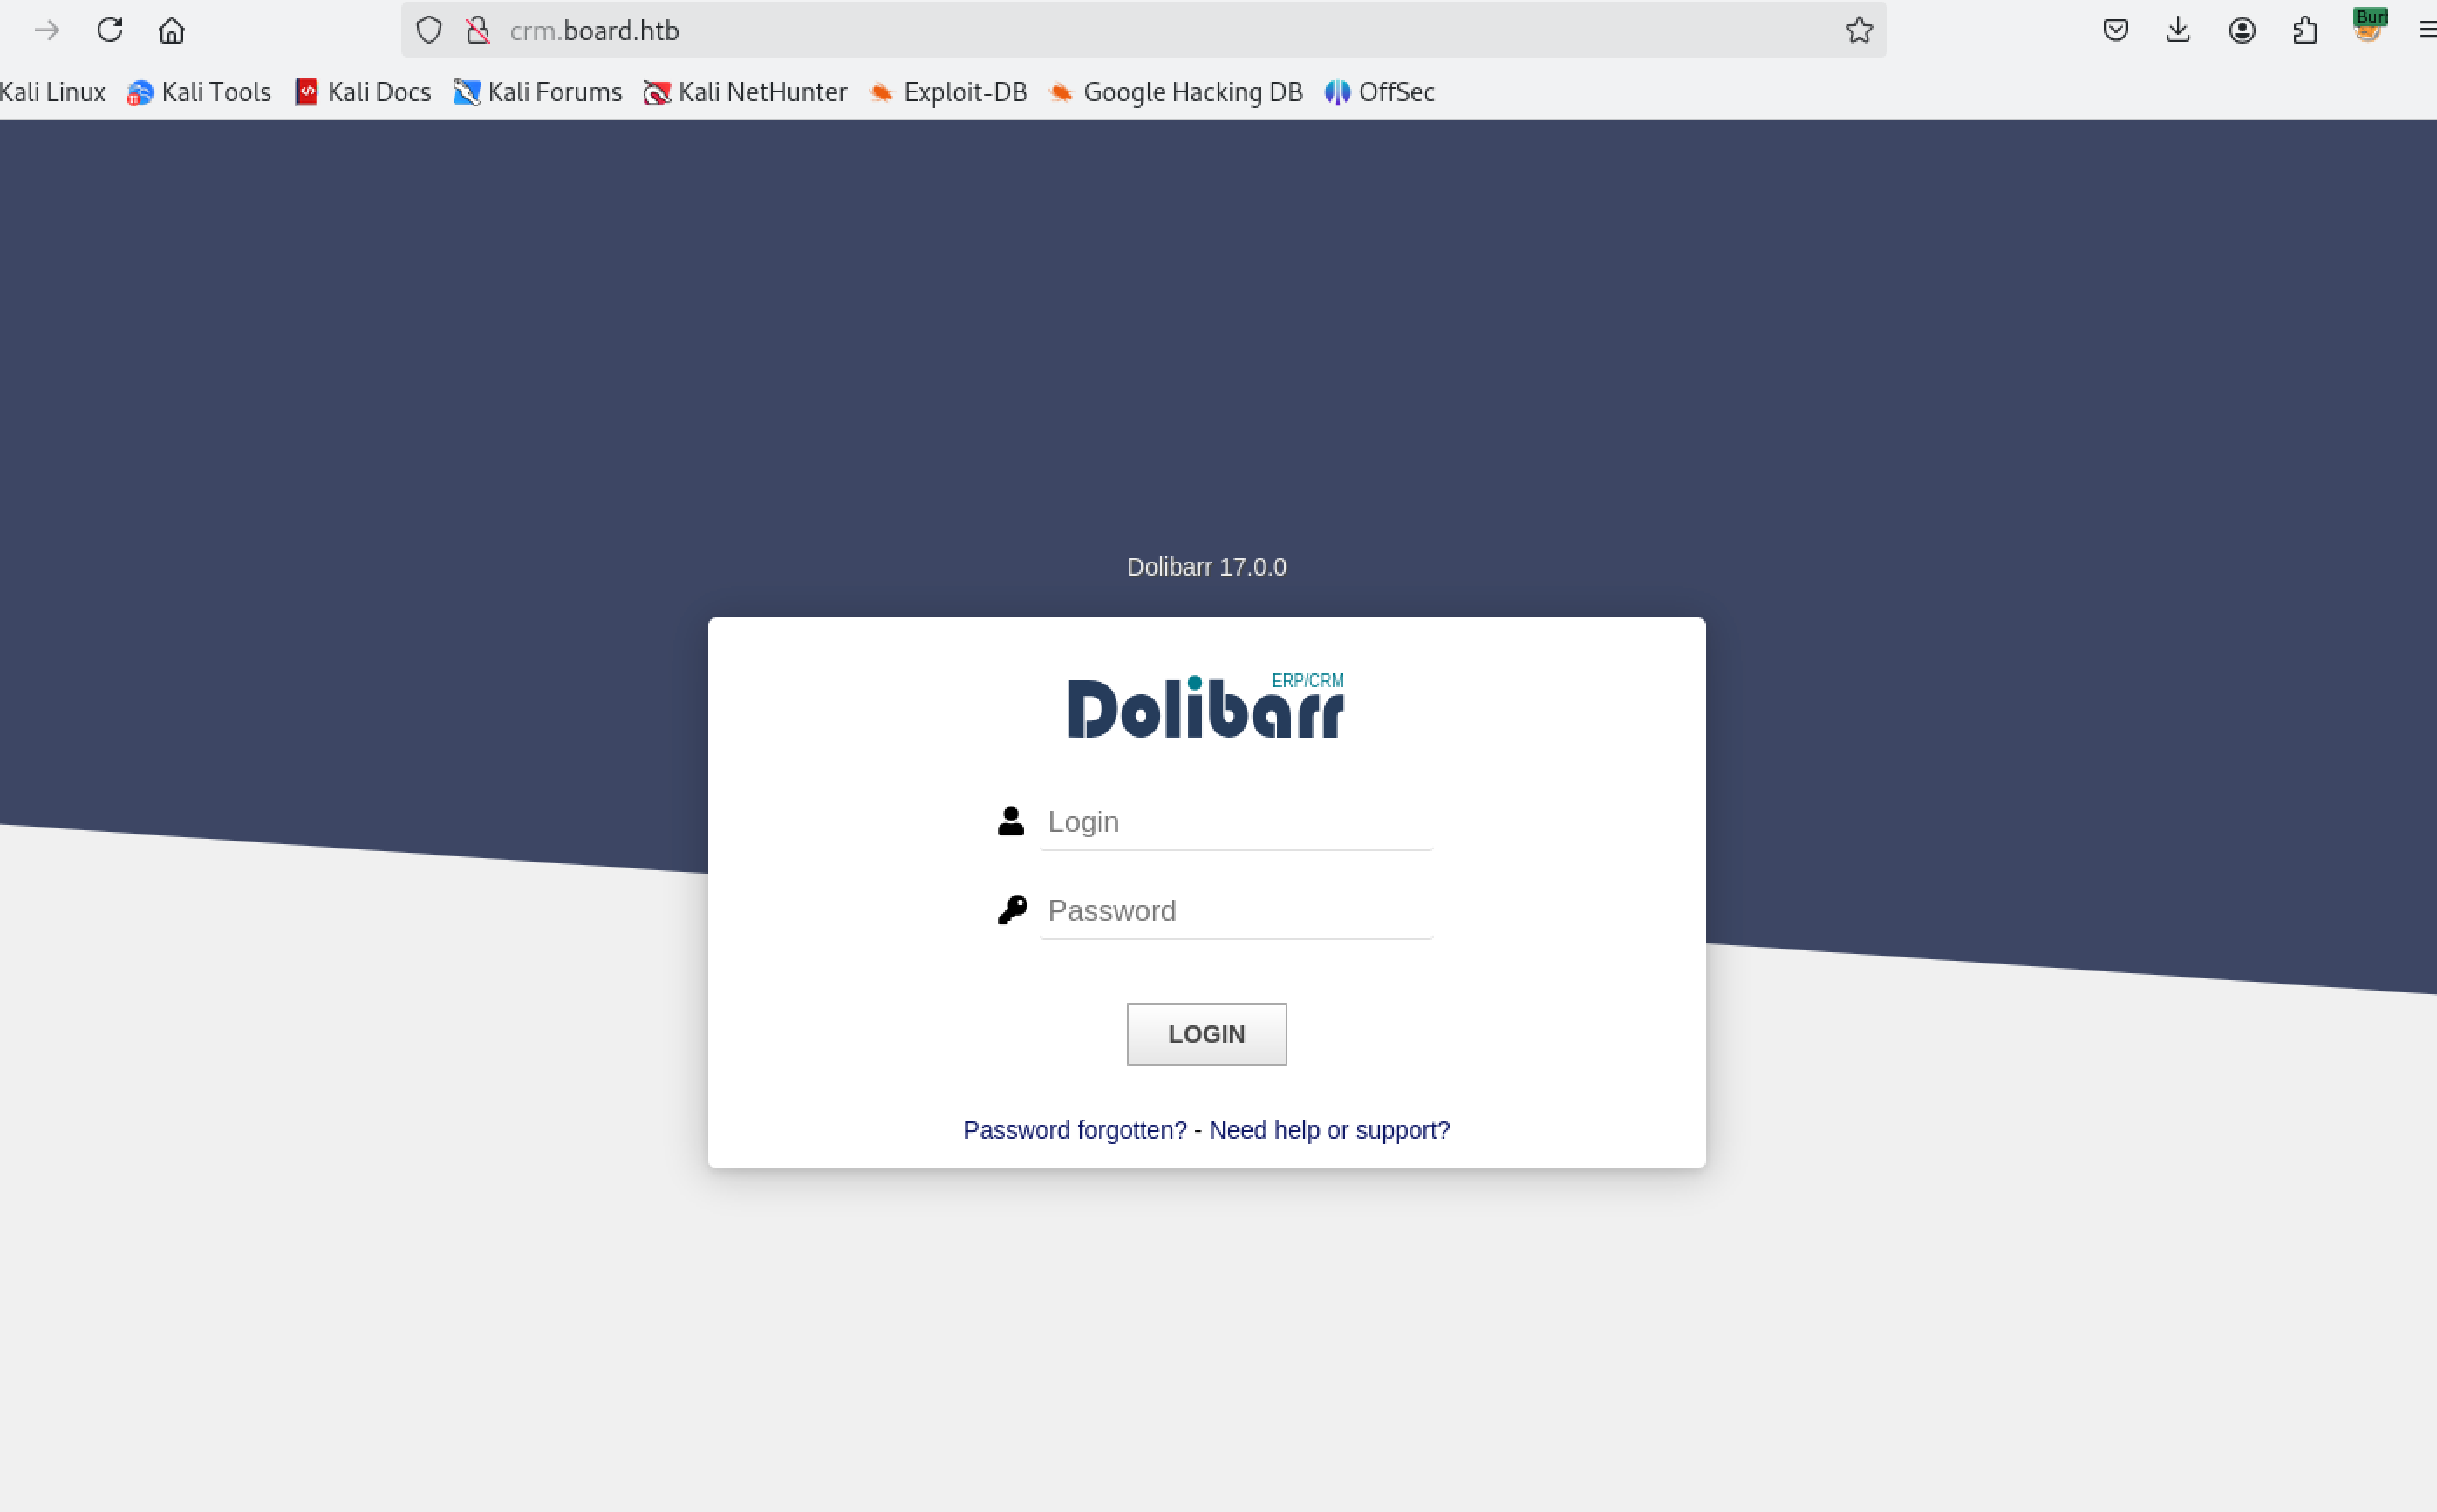 crm.board.htb
Burl
Kali Linux Kali Tools Kali Docs Kali Forums Kali NetHunter Exploit-DB Google Hacking DB OffSec
Dolibarr 17.0.0
Dolibarr ERP/CRM
Login
Password
LOGIN
Password forgotten? - Need help or support?